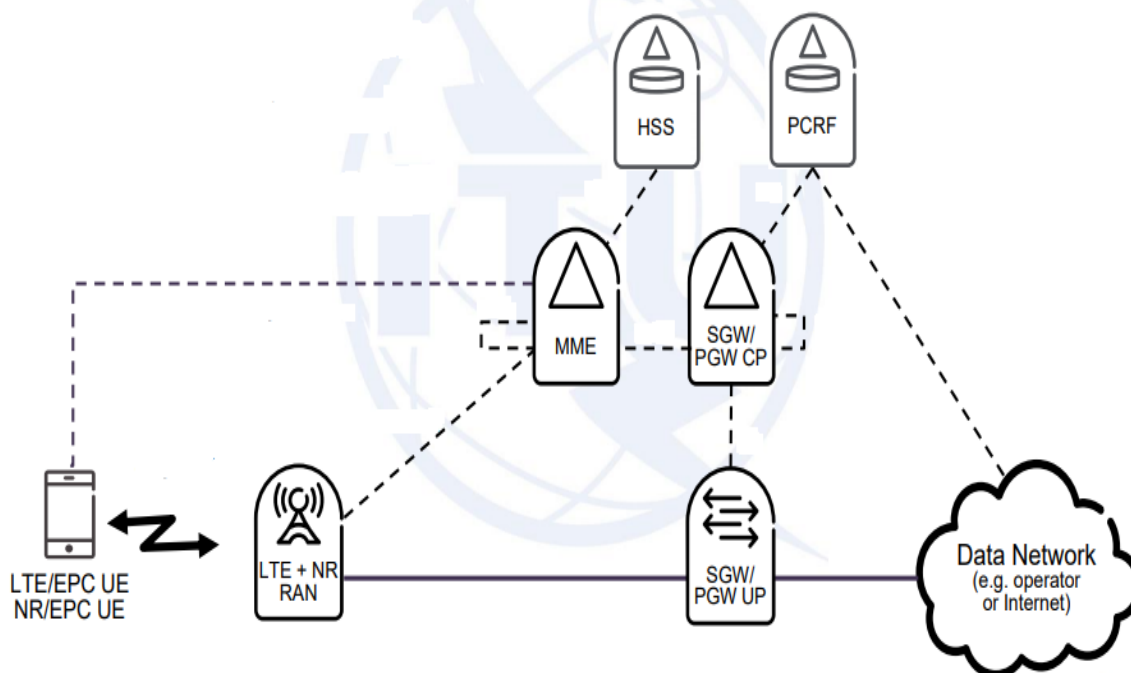 HSS
PCRF
MME
SGW/
PGW CP
LTE/EPC UE
NR/EPC UE
LTE + NR
RAN
SGW/
PGW UP
Data Network
(e.g. operator
or Internet)
ITU